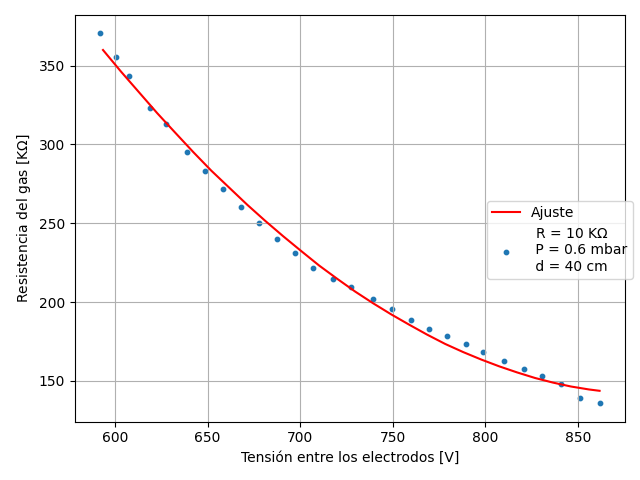 350
300
250
200
150
Resistencia del gas [KΩ]
Ajuste
R = 10 KΩ
P = 0.6 mbar
d = 40 cm
600
650
700
750
800
850
Tensión entre los electrodos [V]